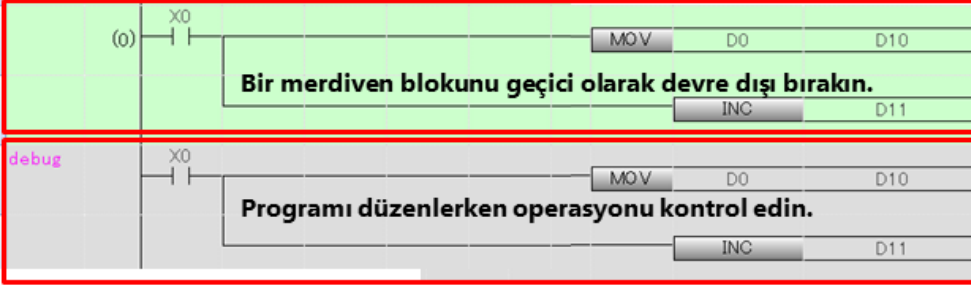 X0
(0) MOV D0 D10
Bir merdiven blokunu geçici olarak devre dışı bırakın.
INC D11
debug X0
MOV D0 D10
Programı düzenlerken operasyonu kontrol edin.
INC D11